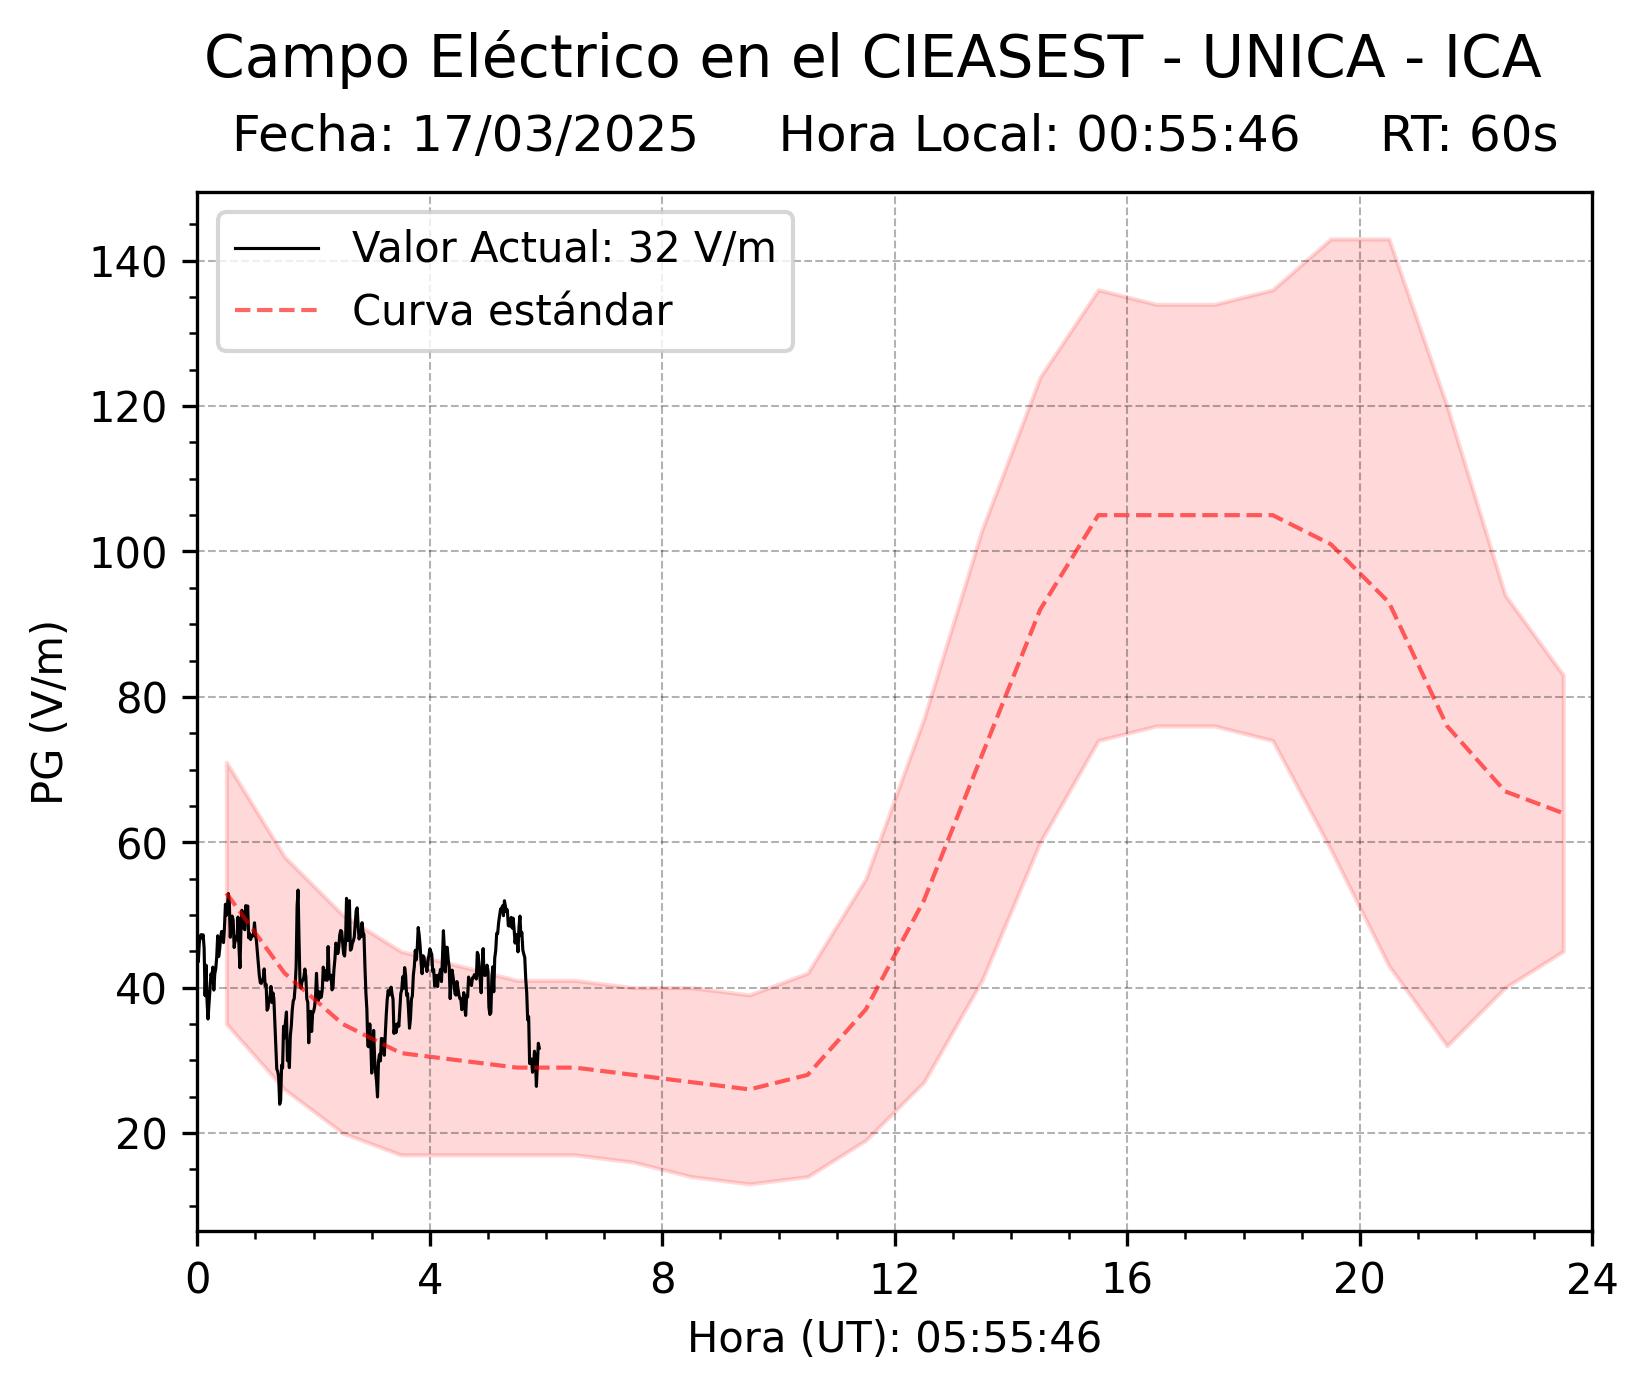 Campo Eléctrico en el CIEASEST - UNICA - ICA
Fecha: 17/03/2025 Hora Local: 00:55:46 RT: 60s
Valor Actual: 32 V/m
Curva estándar
PG (V/m)
140
120
100
80
60
40
20
0 4 8 12 16 20 24
Hora (UT): 05:55:46